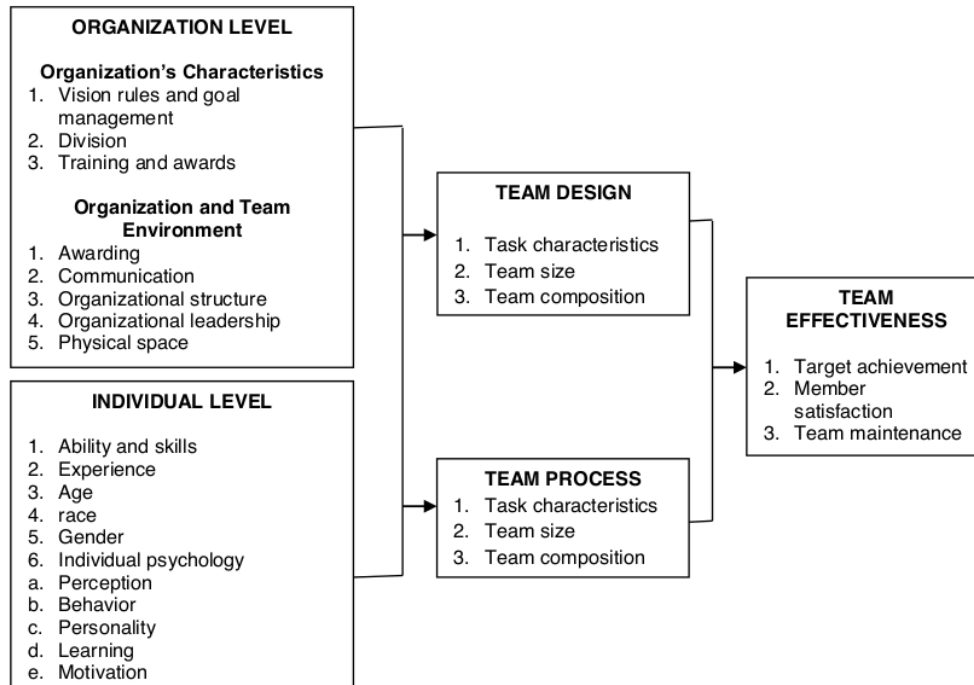 ORGANIZATION LEVEL
Organization's Characteristics
1. Vision rules and goal
management
2. Division
3. Training and awards
Organization and Team
Environment
1. Awarding
2. Communication
3. Organizational structure
4. Organizational leadership
5. Physical space
INDIVIDUAL LEVEL
1. Ability and skills
2. Experience
3. Age
4. race
5. Gender
6. Individual psychology
a. Perception
b. Behavior
c. Personality
d. Learning
e. Motivation
TEAM DESIGN
1. Task characteristics
2. Team size
3. Team composition
TEAM PROCESS
1. Task characteristics
2. Team size
3. Team composition
TEAM
EFFECTIVENESS
1. Target achievement
2. Member
satisfaction
3. Team maintenance